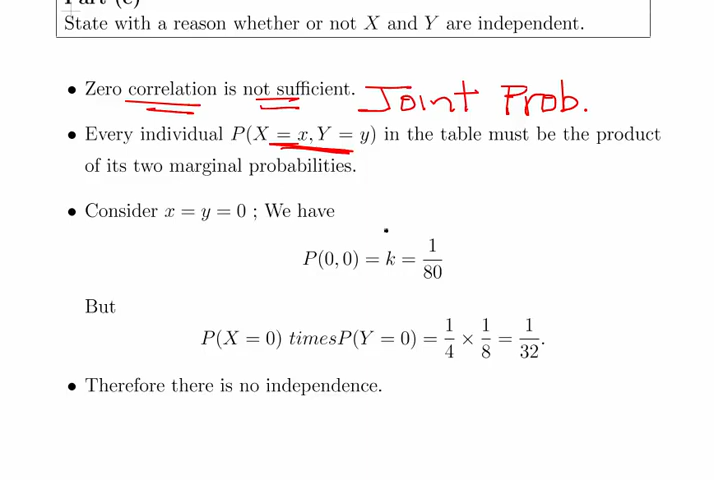 Part (c)
State with a reason whether or not X and Y are independent.
• Zero correlation is not sufficient. Joint Prob.
• Every individual P(X = x, Y = y) in the table must be the product
of its two marginal probabilities.
• Consider x = y = 0 ; We have
P(0, 0) = k = 1/80
But
P(X = 0) timesP(Y = 0) = 1/4 × 1/8 = 1/32.
• Therefore there is no independence.